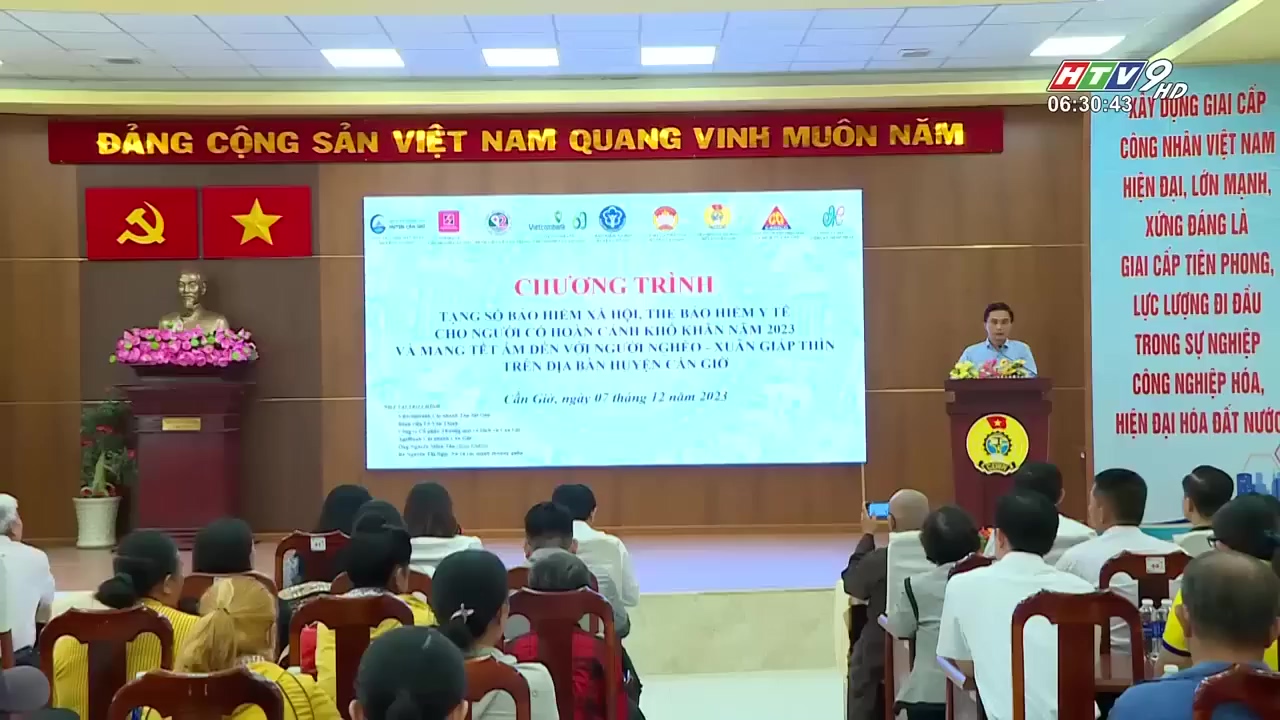 HTV9 HD
06:30:43
ĐẢNG CỘNG SẢN VIỆT NAM QUANG VINH MUÔN NĂM
XÂY DỰNG GIAI CẤP
CÔNG NHÂN VIỆT NAM
HIỆN ĐẠI, LỚN MẠNH,
XỨNG ĐÁNG LÀ
GIAI CẤP TIÊN PHONG,
LỰC LƯỢNG ĐI ĐẦU
TRONG SỰ NGHIỆP
CÔNG NGHIỆP HÓA,
HIỆN ĐẠI HÓA ĐẤT NƯỚC
Vietcombank
CHƯƠNG TRÌNH
TẶNG SỔ BẢO HIỂM XÃ HỘI, THẺ BẢO HIỂM Y TẾ
CHO NGƯỜI CÓ HOÀN CẢNH KHÓ KHĂN NĂM 2023
VÀ MANG TẾT ẤM ĐẾN VỚI NGƯỜI NGHÈO - XUÂN GIÁP THÌN
TRÊN ĐỊA BÀN HUYỆN CẦN GIỜ
Cần Giờ, ngày 07 tháng 12 năm 2023